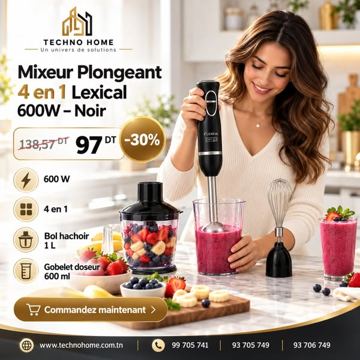 TECHNO HOME
Un univers de solutions
Mixeur Plongeant
4 en 1 Lexical
600W – Noir
138,57 DT
97 DT
-30%
600 W
4 en 1
Bol hachoir
1 L
Gobelet doseur
600 ml
Commandez maintenant
www.technohome.com.tn
99 705 741
93 705 749
93 706 749